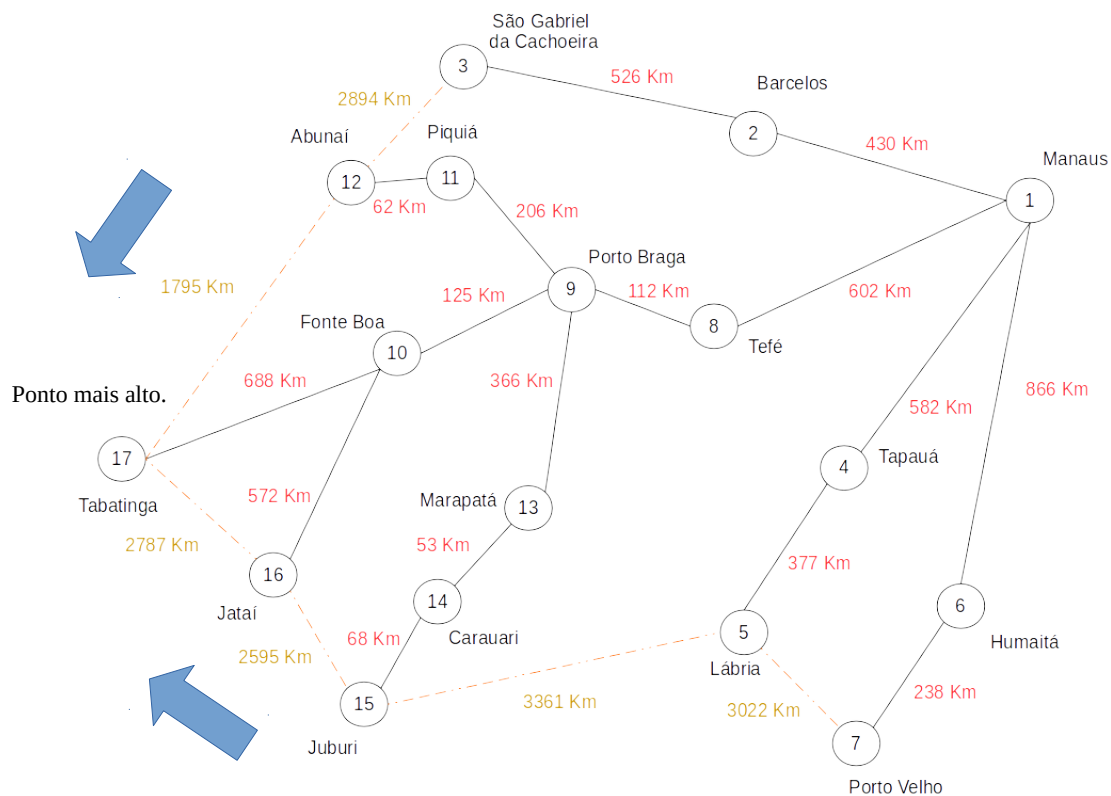 São Gabriel
da Cachoeira
3
526 Km
Barcelos
2
430 Km
Manaus
1
2894 Km
Abunaí
12
62 Km
Piquiá
11
206 Km
Porto Braga
9
112 Km
8
Tefé
602 Km
1795 Km
125 Km
Fonte Boa
10
688 Km
366 Km
866 Km
582 Km
Ponto mais alto.
17
Tabatinga
4
Tapauá
572 Km
Marapatá
13
2787 Km
53 Km
377 Km
16
Jataí
14
Carauari
68 Km
6
Humaitá
5
Lábria
2595 Km
3361 Km
3022 Km
238 Km
15
Juburi
7
Porto Velho